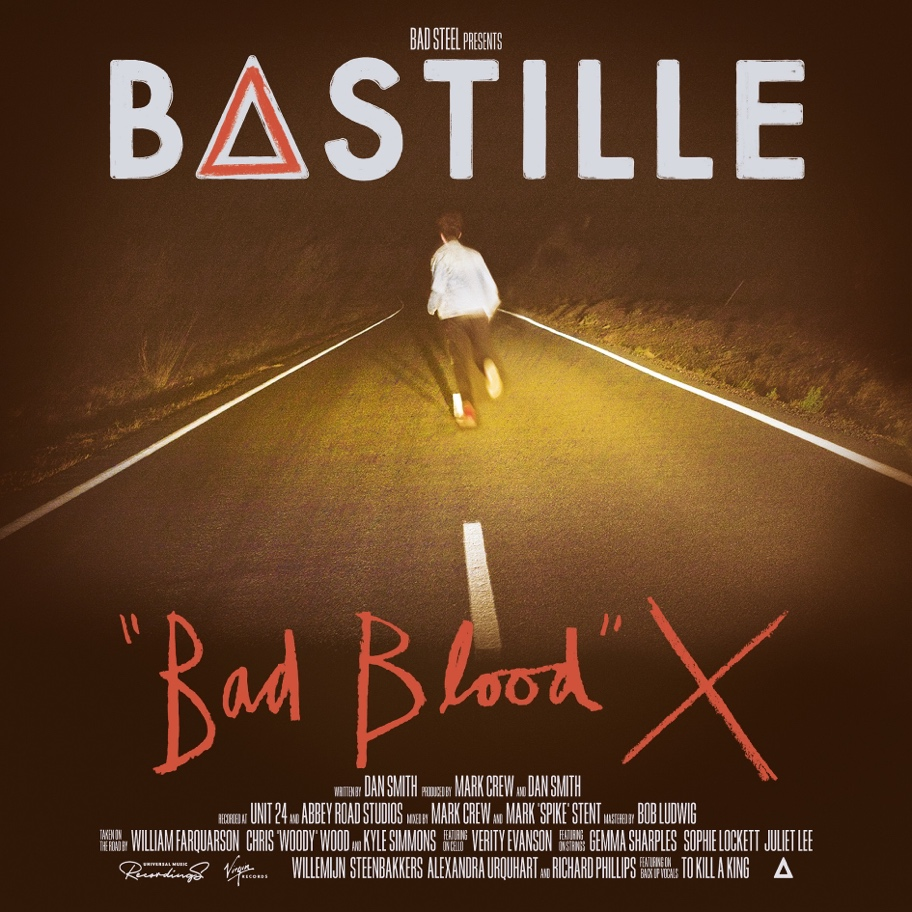 BAD STEEL PRESENTS
BASTILLE
"Bad Blood" X
WRITTEN BY DAN SMITH PRODUCED BY MARK CREW AND DAN SMITH
RECORDED AT UNIT 24 AND ABBEY ROAD STUDIOS MIXED BY MARK CREW AND MARK 'SPIKE' STENT MASTERED BY BOB LUDWIG
TAKEN ON THE ROAD BY WILLIAM FARQUARSON CHRIS 'WOODY' WOOD AND KYLE SIMMONS FEATURING ON CELLO VERITY EVANSON FEATURING ON STRINGS GEMMA SHARPLES SOPHIE LOCKETT JULIET LEE
UNIVERSAL MUSIC Recordings Virgin RECORDS WILLEMIJN STEENBAKKERS ALEXANDRA URQUHART AND RICHARD PHILLIPS FEATURING ON BACK UP VOCALS TO KILL A KING